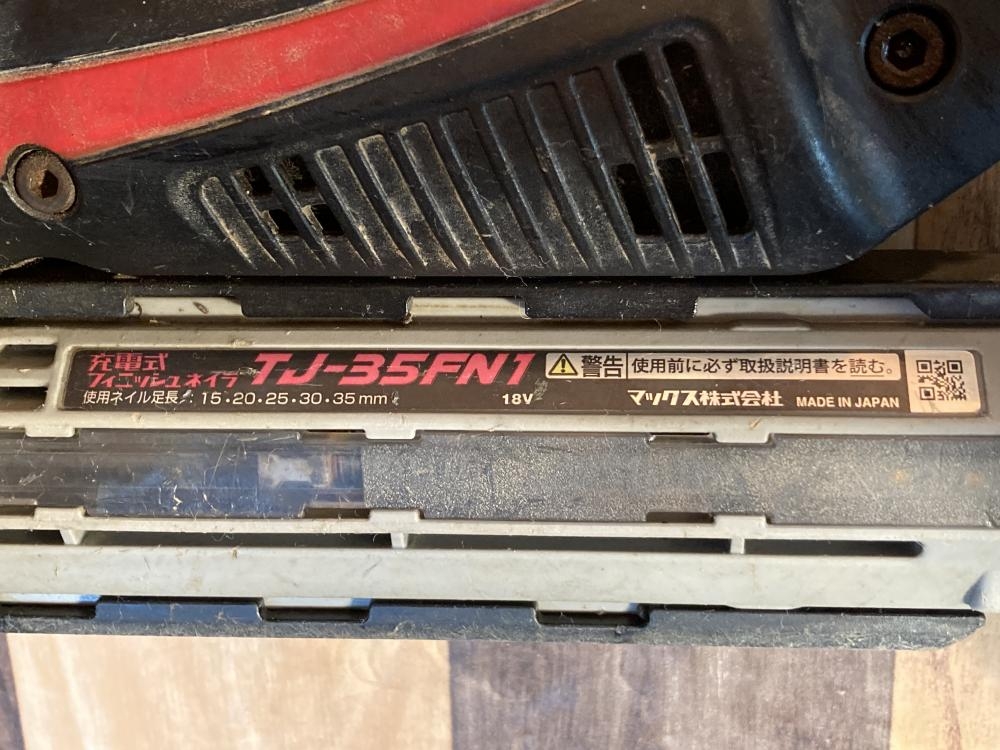 充電式
フィニッシュネイラ
TJ-35FN1
使用ネイル足長/ 15・20・25・30・35mm
18V
警告
使用前に必ず取扱説明書を読む。
マックス株式会社
MADE IN JAPAN